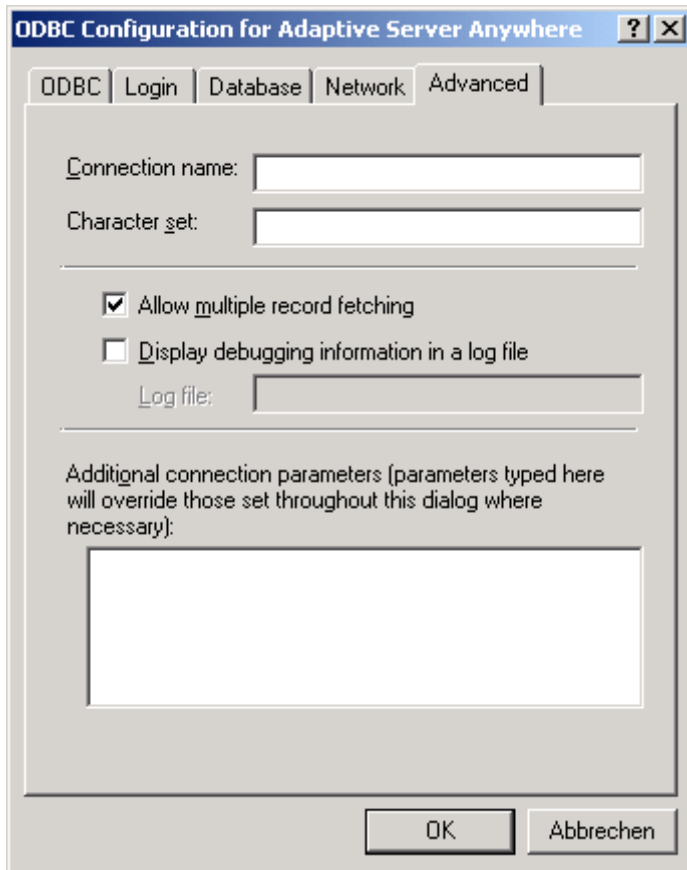 ODBC Configuration for Adaptive Server Anywhere
ODBC Login Database Network Advanced
Connection name:
Character set:
Allow multiple record fetching
Display debugging information in a log file
Log file:
Additional connection parameters (parameters typed here
will override those set throughout this dialog where
necessary):
OK Abbrechen